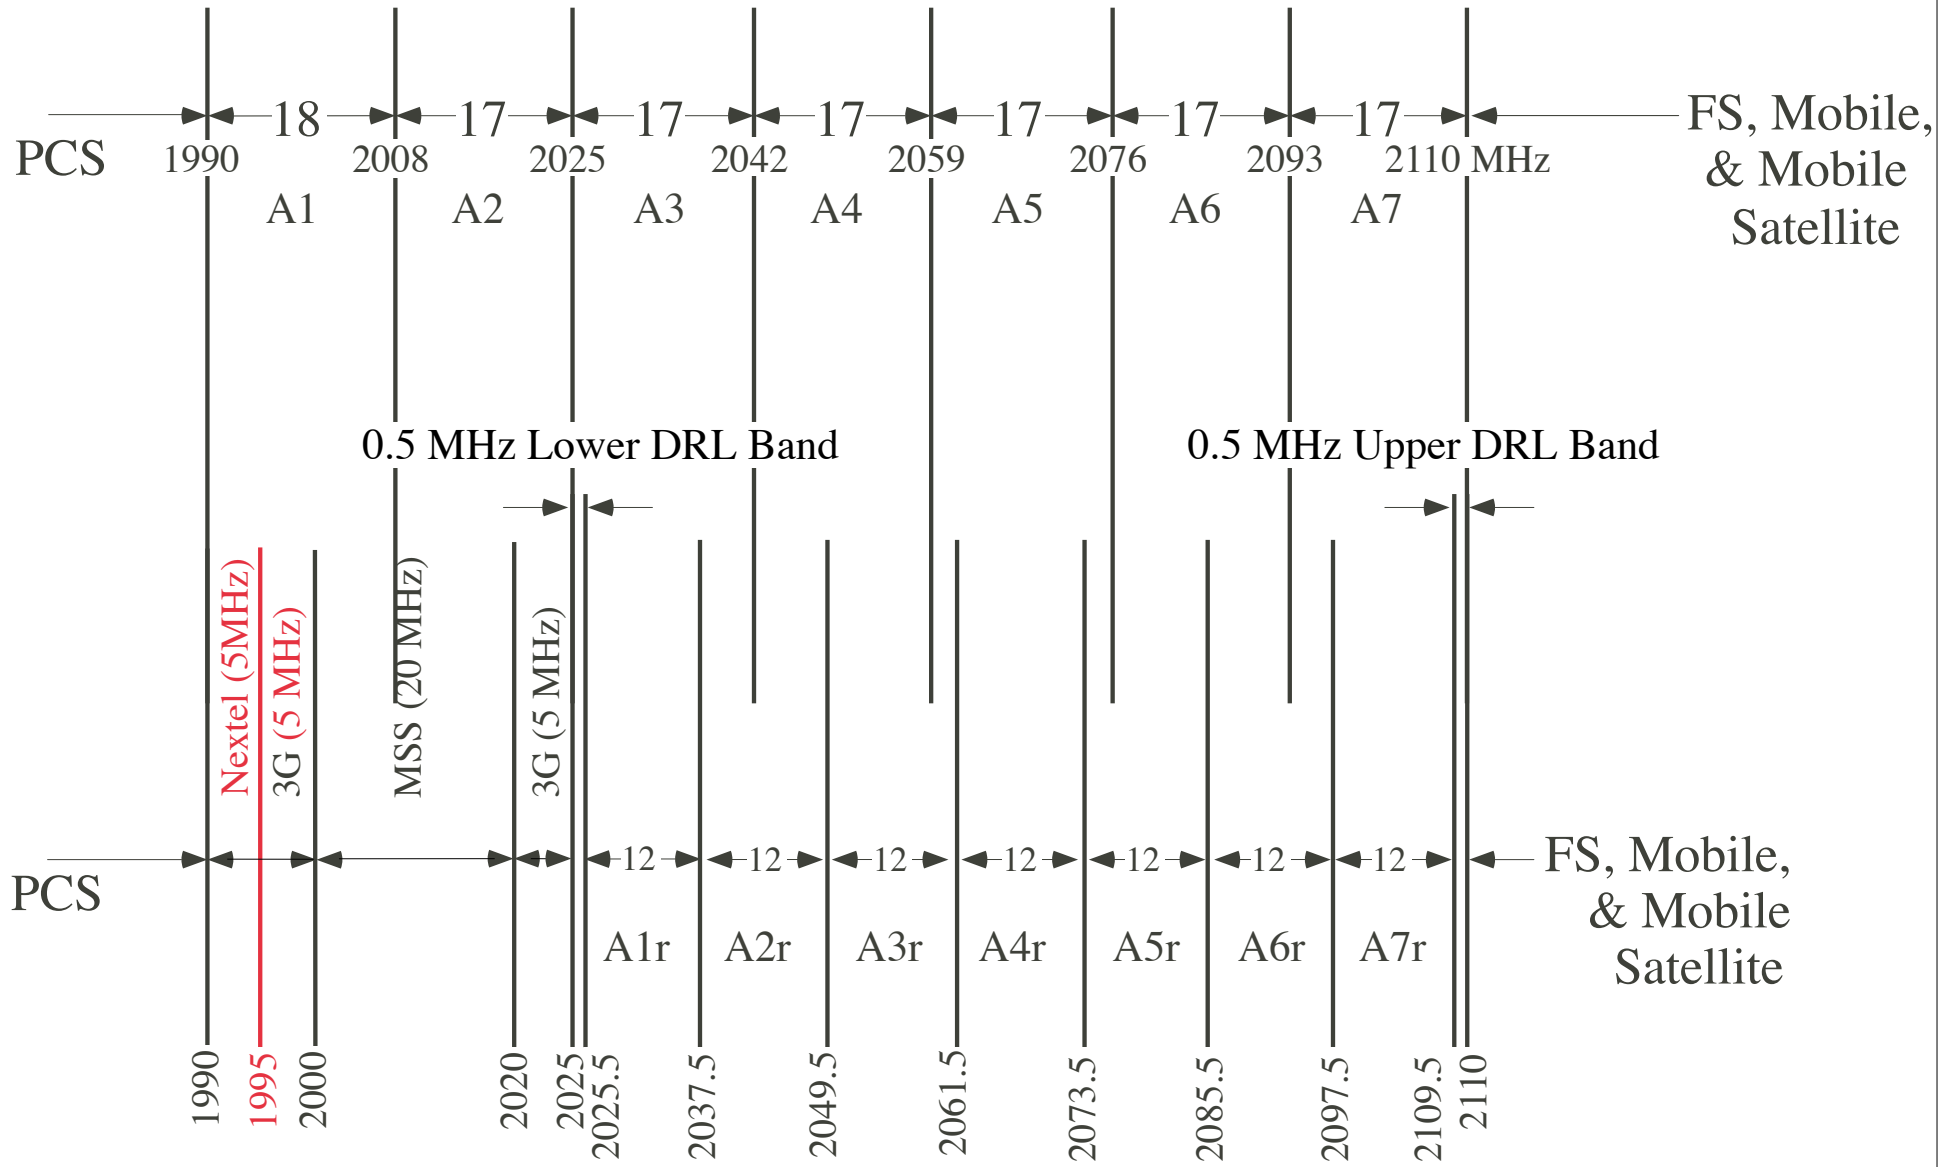 18 17 17 17 17 17 17
FS, Mobile,
& Mobile
Satellite
PCS
1990 2008 2025 2042 2059 2076 2093 2110 MHz
A1 A2 A3 A4 A5 A6 A7
0.5 MHz Lower DRL Band
0.5 MHz Upper DRL Band
Nextel (5MHz)
3G (5 MHz)
MSS (20 MHz)
3G (5 MHz)
12 12 12 12 12 12 12
PCS
FS, Mobile,
& Mobile
Satellite
A1r A2r A3r A4r A5r A6r A7r
1990
1995
2000
2020
2025
2025.5
2037.5
2049.5
2061.5
2073.5
2085.5
2097.5
2109.5
2110